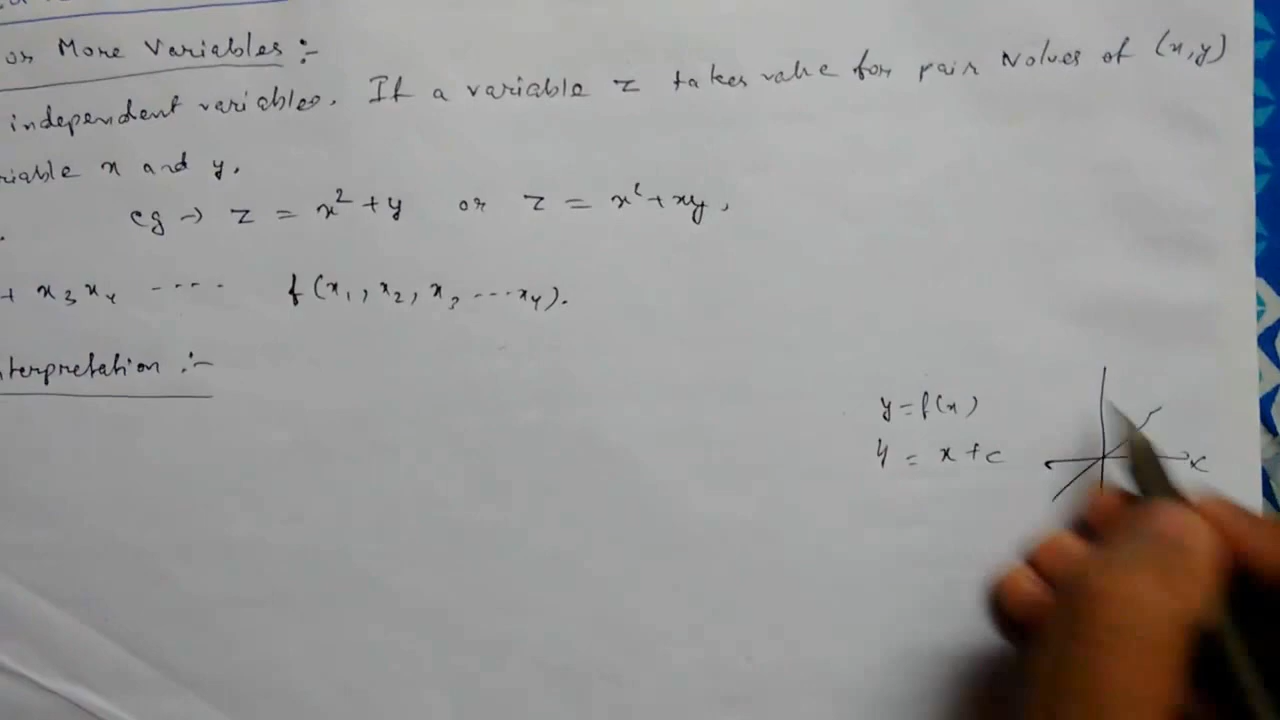 or More Variables :-
independent variables. If a variable z takes value for pair values of (x,y)
riable x and y.
eg → z = x² + y or z = x² + xy,
+ x₃x₄ ---- f(x₁, x₂, x₃ ---x₄).
nterpretation :-
y = f(x)
y = x + c
x